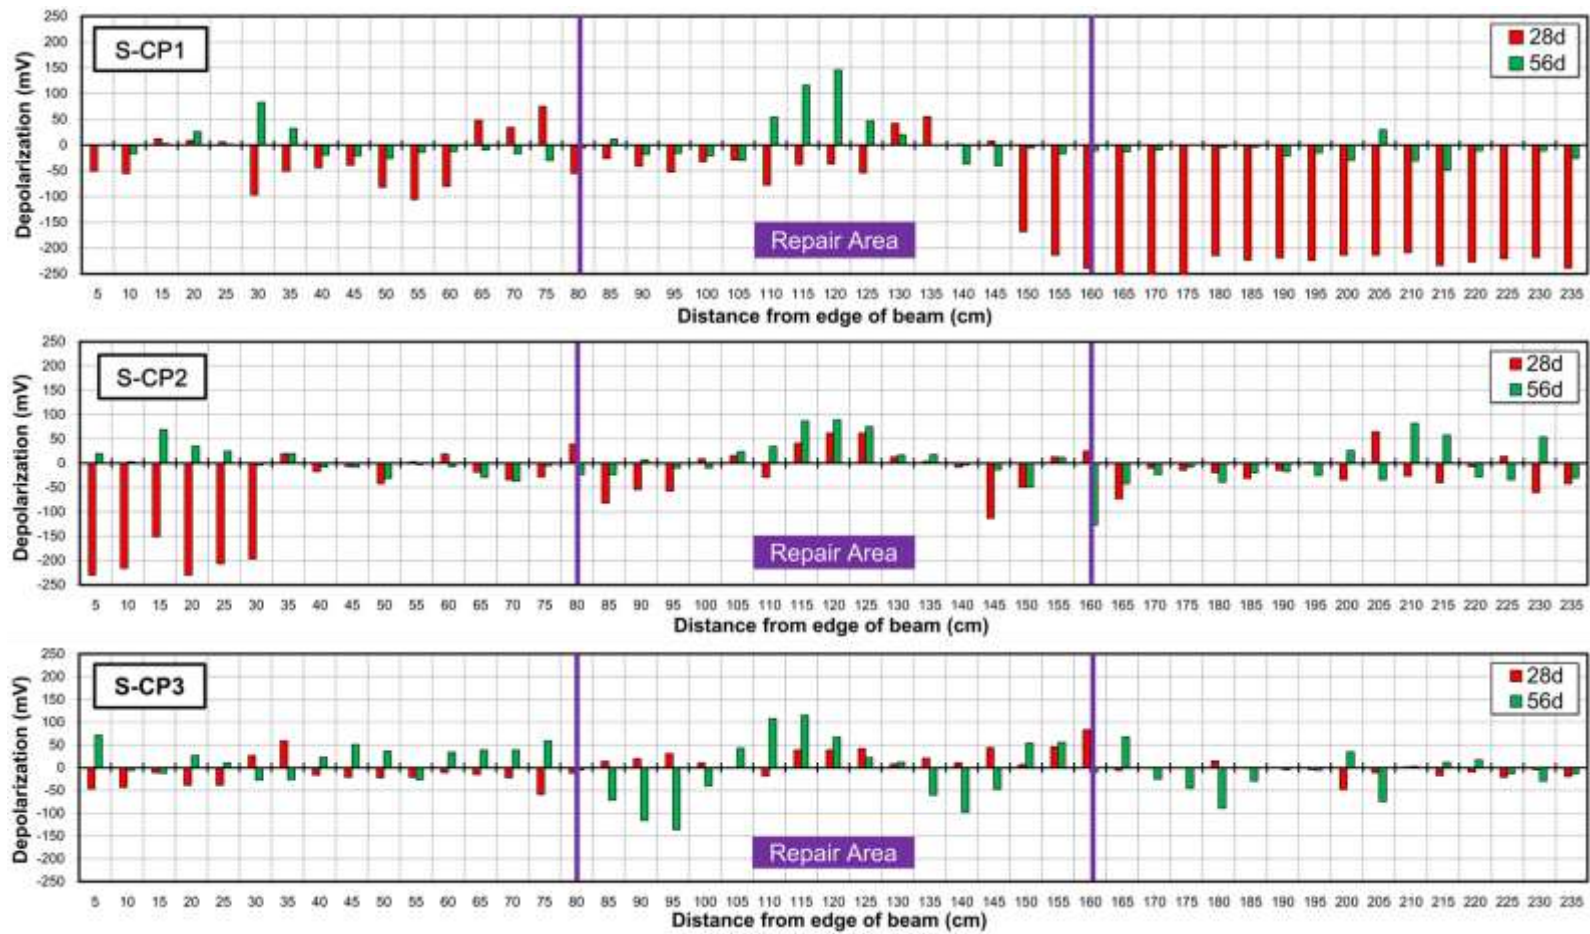 S-CP1
28d
56d
Depolarization (mV)
250
200
150
100
50
0
-50
-100
-150
-200
-250
Repair Area
5 10 15 20 25 30 35 40 45 50 55 60 65 70 75 80 85 90 95 100 105 110 115 120 125 130 135 140 145 150 155 160 165 170 175 180 185 190 195 200 205 210 215 220 225 230 235
Distance from edge of beam (cm)
S-CP2
28d
56d
Depolarization (mV)
250
200
150
100
50
0
-50
-100
-150
-200
-250
Repair Area
5 10 15 20 25 30 35 40 45 50 55 60 65 70 75 80 85 90 95 100 105 110 115 120 125 130 135 140 145 150 155 160 165 170 175 180 185 190 195 200 205 210 215 220 225 230 235
Distance from edge of beam (cm)
S-CP3
28d
56d
Depolarization (mV)
250
200
150
100
50
0
-50
-100
-150
-200
-250
Repair Area
5 10 15 20 25 30 35 40 45 50 55 60 65 70 75 80 85 90 95 100 105 110 115 120 125 130 135 140 145 150 155 160 165 170 175 180 185 190 195 200 205 210 215 220 225 230 235
Distance from edge of beam (cm)